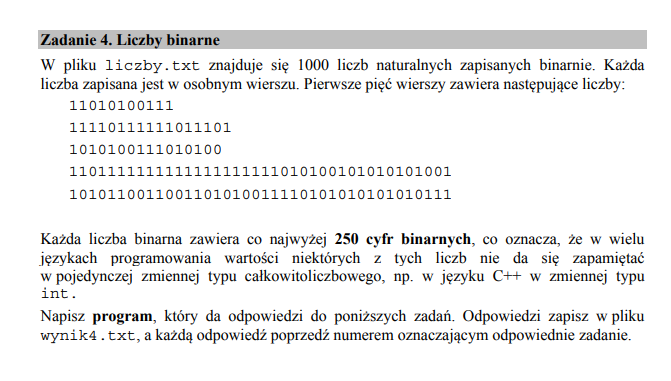 Zadanie 4. Liczby binarne
W pliku liczby.txt znajduje się 1000 liczb naturalnych zapisanych binarnie. Każda
liczba zapisana jest w osobnym wierszu. Pierwsze pięć wierszy zawiera następujące liczby:
11010100111
11110111111011101
1010100111010100
1101111111111111111111010100101010101001
1010110011001101010011110101010101010111
Każda liczba binarna zawiera co najwyżej 250 cyfr binarnych, co oznacza, że w wielu
językach programowania wartości niektórych z tych liczb nie da się zapamiętać
w pojedynczej zmiennej typu całkowitoliczbowego, np. w języku C++ w zmiennej typu
int.
Napisz program, który da odpowiedzi do poniższych zadań. Odpowiedzi zapisz w pliku
wynik4.txt, a każdą odpowiedź poprzedź numerem oznaczającym odpowiednie zadanie.